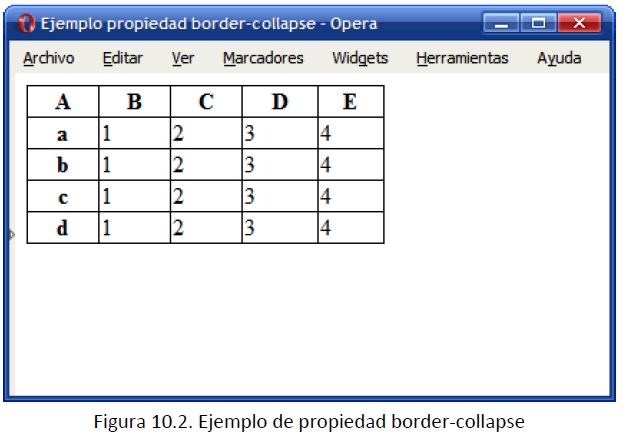 Ejemplo propiedad border-collapse - Opera
Archivo Editar Ver Marcadores Widgets Herramientas Ayuda
A B C D E
a 1 2 3 4
b 1 2 3 4
c 1 2 3 4
d 1 2 3 4
Figura 10.2. Ejemplo de propiedad border-collapse